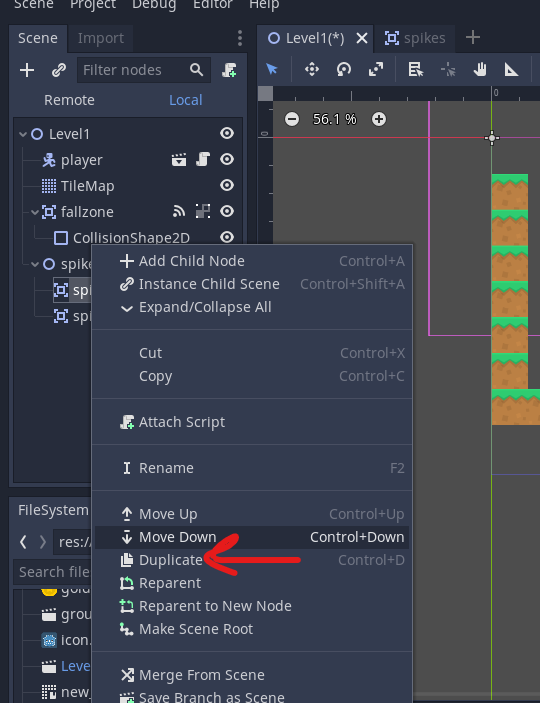 Scene Project Debug Editor Help
Scene Import
Level1(*) spikes
Filter nodes
Remote Local
56.1 %
0
0
Level1
player
TileMap
fallzone
CollisionShape2D
spike
spi
spi
Add Child Node Control+A
Instance Child Scene Control+Shift+A
Expand/Collapse All
Cut Control+X
Copy Control+C
Attach Script
Rename F2
Move Up Control+Up
Move Down Control+Down
Duplicate Control+D
Reparent
Reparent to New Node
Make Scene Root
Merge From Scene
Save Branch as Scene
FileSystem
res://
Search files
gold
grou
icon.
Leve
new_